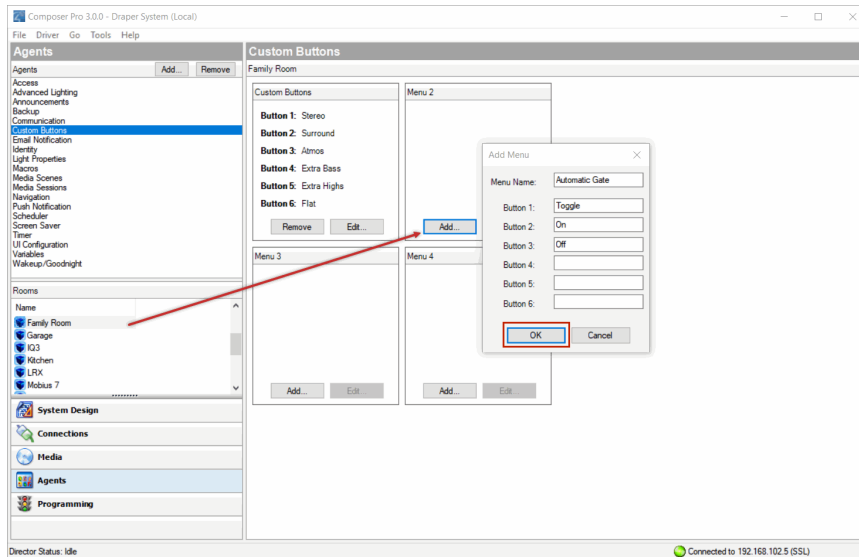 Composer Pro 3.0.0 - Draper System (Local)
File Driver Go Tools Help
Agents
Agents Add... Remove
Access
Advanced Lighting
Announcements
Backup
Communication
Custom Buttons
Email Notification
Identity
Light Properties
Macros
Media Scenes
Media Sessions
Navigation
Push Notification
Scheduler
Screen Saver
Timer
UI Configuration
Variables
Wakeup/Goodnight
Rooms
Name
Family Room
Garage
IQ3
Kitchen
LRX
Mobius 7
System Design
Connections
Media
Agents
Programming
Custom Buttons
Family Room
Custom Buttons
Button 1: Stereo
Button 2: Surround
Button 3: Atmos
Button 4: Extra Bass
Button 5: Extra Highs
Button 6: Flat
Remove Edit...
Menu 2
Add...
Menu 3
Add... Edit...
Menu 4
Add... Edit...
Add Menu
Menu Name: Automatic Gate
Button 1: Toggle
Button 2: On
Button 3: Off
Button 4:
Button 5:
Button 6:
OK Cancel
Director Status: Idle
Connected to 192.168.102.5 (SSL)